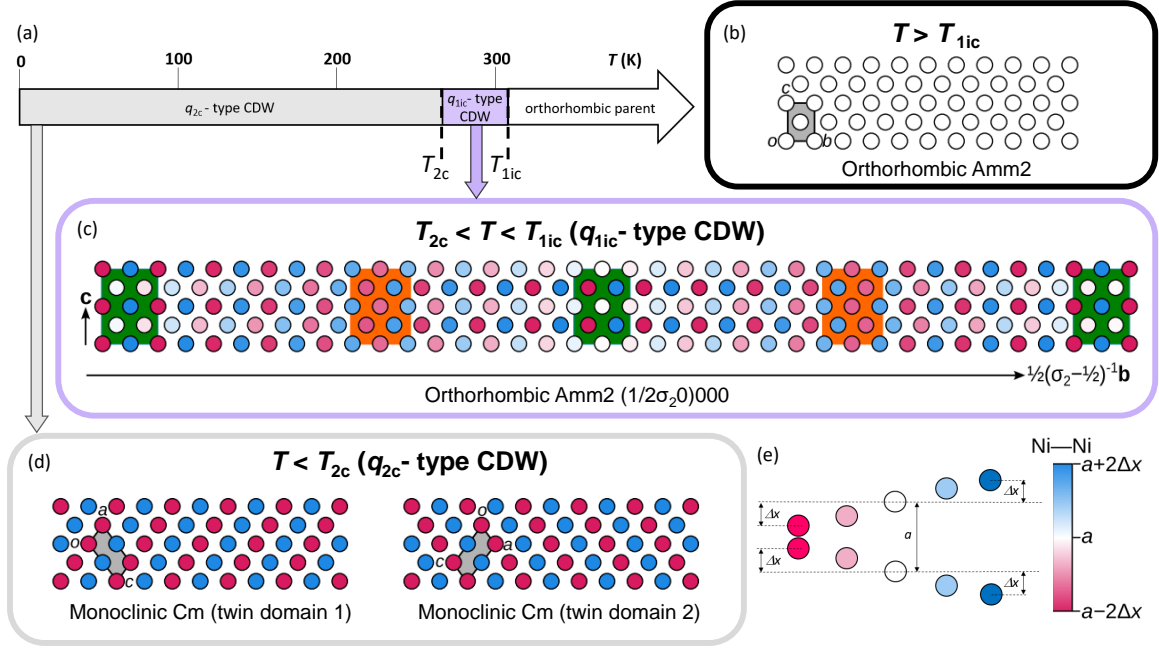 (a)
0
100
200
300
T (K)
q2c - type CDW
q1ic- type
CDW
orthorhombic parent
T2c
T1ic
(b)
T > T1ic
c
o
b
Orthorhombic Amm2
(c)
T2c < T < T1ic (q1ic- type CDW)
c
½(σ2−½)-1b
Orthorhombic Amm2 (1/2σ20)000
(d)
T < T2c (q2c- type CDW)
a
o
c
Monoclinic Cm (twin domain 1)
o
a
c
Monoclinic Cm (twin domain 2)
(e)
Ni—Ni
a+2Δx
a
a−2Δx
Δx
Δx
a
Δx
Δx